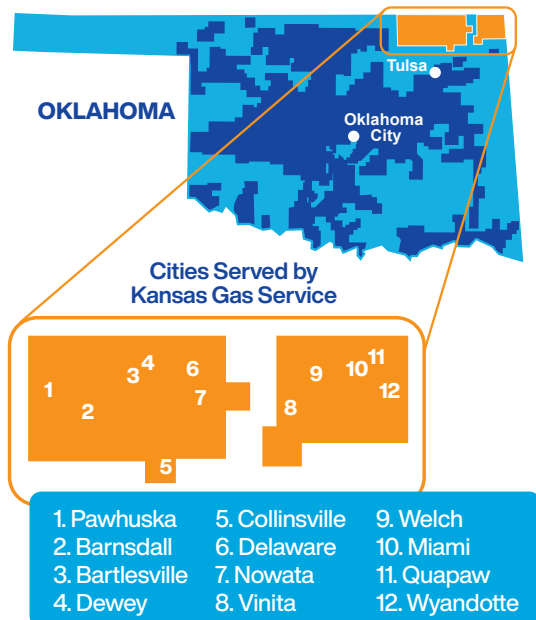 Tulsa
OKLAHOMA
Oklahoma
City
Cities Served by
Kansas Gas Service
1
2
3
4
5
6
7
8
9
10
11
12
1. Pawhuska
2. Barnsdall
3. Bartlesville
4. Dewey
5. Collinsville
6. Delaware
7. Nowata
8. Vinita
9. Welch
10. Miami
11. Quapaw
12. Wyandotte